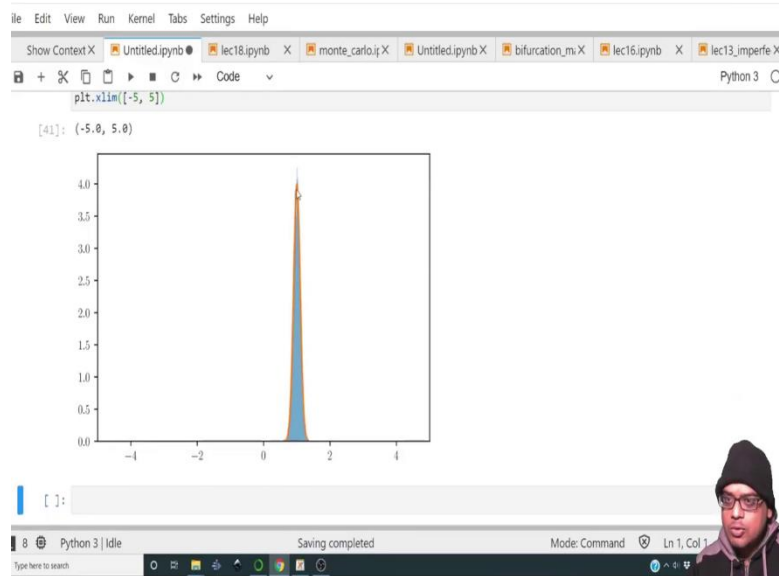 ile Edit View Run Kernel Tabs Settings Help
Show Context X Untitled.ipynb lec18.ipynb X monte_carlo.ip X Untitled.ipynb X bifurcation_ma X lec16.ipynb X lec13_imperfe X
Code Python 3
plt.xlim([-5, 5])
[41]: (-5.0, 5.0)
4.0
3.5
3.0
2.5
2.0
1.5
1.0
0.5
0.0
−4 −2 0 2 4
[ ]:
8 Python 3 | Idle Saving completed Mode: Command Ln 1, Col 1
Type here to search